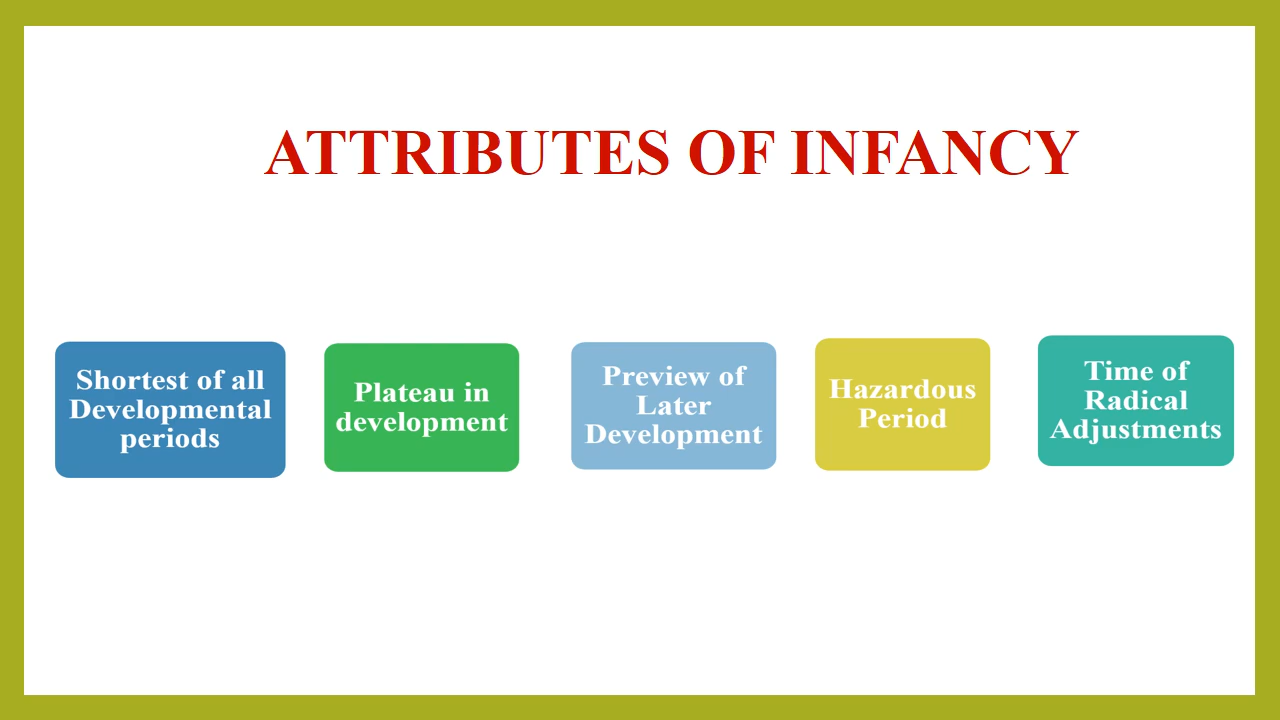 ATTRIBUTES OF INFANCY
Shortest of all
Developmental
periods
Plateau in
development
Preview of
Later
Development
Hazardous
Period
Time of
Radical
Adjustments